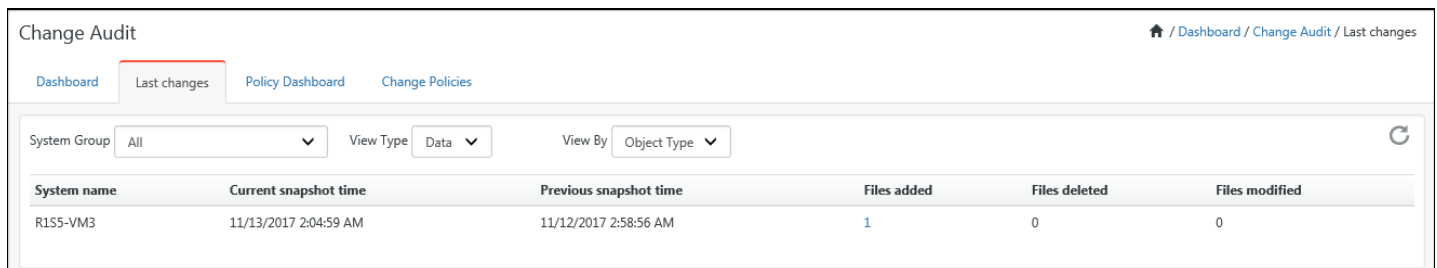 Change Audit
/ Dashboard / Change Audit / Last changes
Dashboard Last changes Policy Dashboard Change Policies
System Group All View Type Data View By Object Type
System name Current snapshot time Previous snapshot time Files added Files deleted Files modified
R1S5-VM3 11/13/2017 2:04:59 AM 11/12/2017 2:58:56 AM 1 0 0